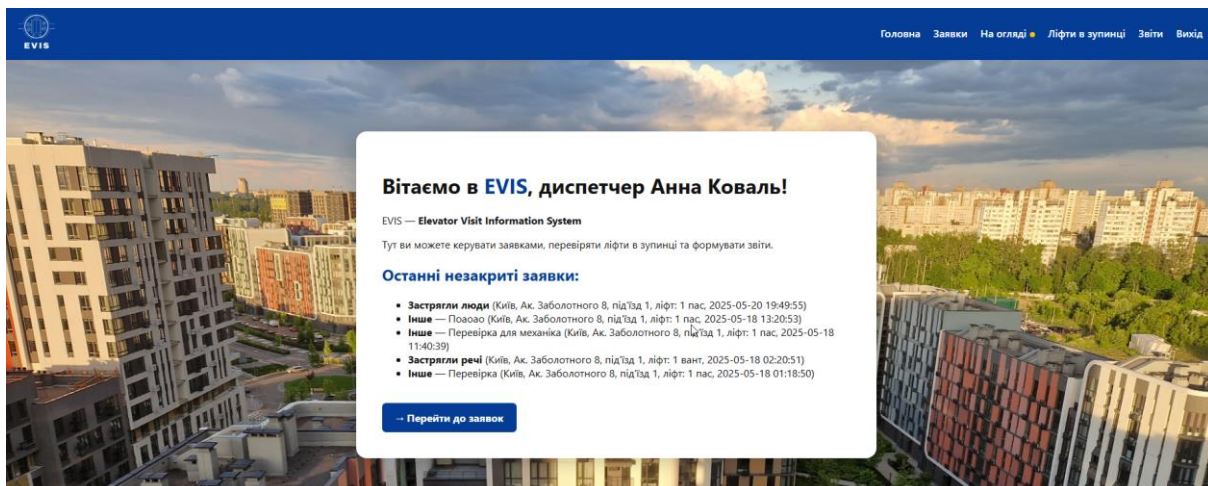 EVIS
Головна Заявки На огляді Ліфти в зупинці Звіти Вихід
Вітаємо в EVIS, диспетчер Анна Коваль!
EVIS — Elevator Visit Information System
Тут ви можете керувати заявками, перевіряти ліфти в зупинці та формувати звіти.
Останні незакриті заявки:
• Застрягли люди (Київ, Ак. Заболотного 8, під'їзд 1, ліфт: 1 пас, 2025-05-20 19:49:55)
• Інше — Поаоао (Київ, Ак. Заболотного 8, під'їзд 1, ліфт: 1 пас, 2025-05-18 13:20:53)
• Інше — Перевірка для механіка (Київ, Ак. Заболотного 8, під'їзд 1, ліфт: 1 пас, 2025-05-18
11:40:39)
• Застрягли речі (Київ, Ак. Заболотного 8, під'їзд 1, ліфт: 1 вант, 2025-05-18 02:20:51)
• Інше — Перевірка (Київ, Ак. Заболотного 8, під'їзд 1, ліфт: 1 пас, 2025-05-18 01:18:50)
→ Перейти до заявок